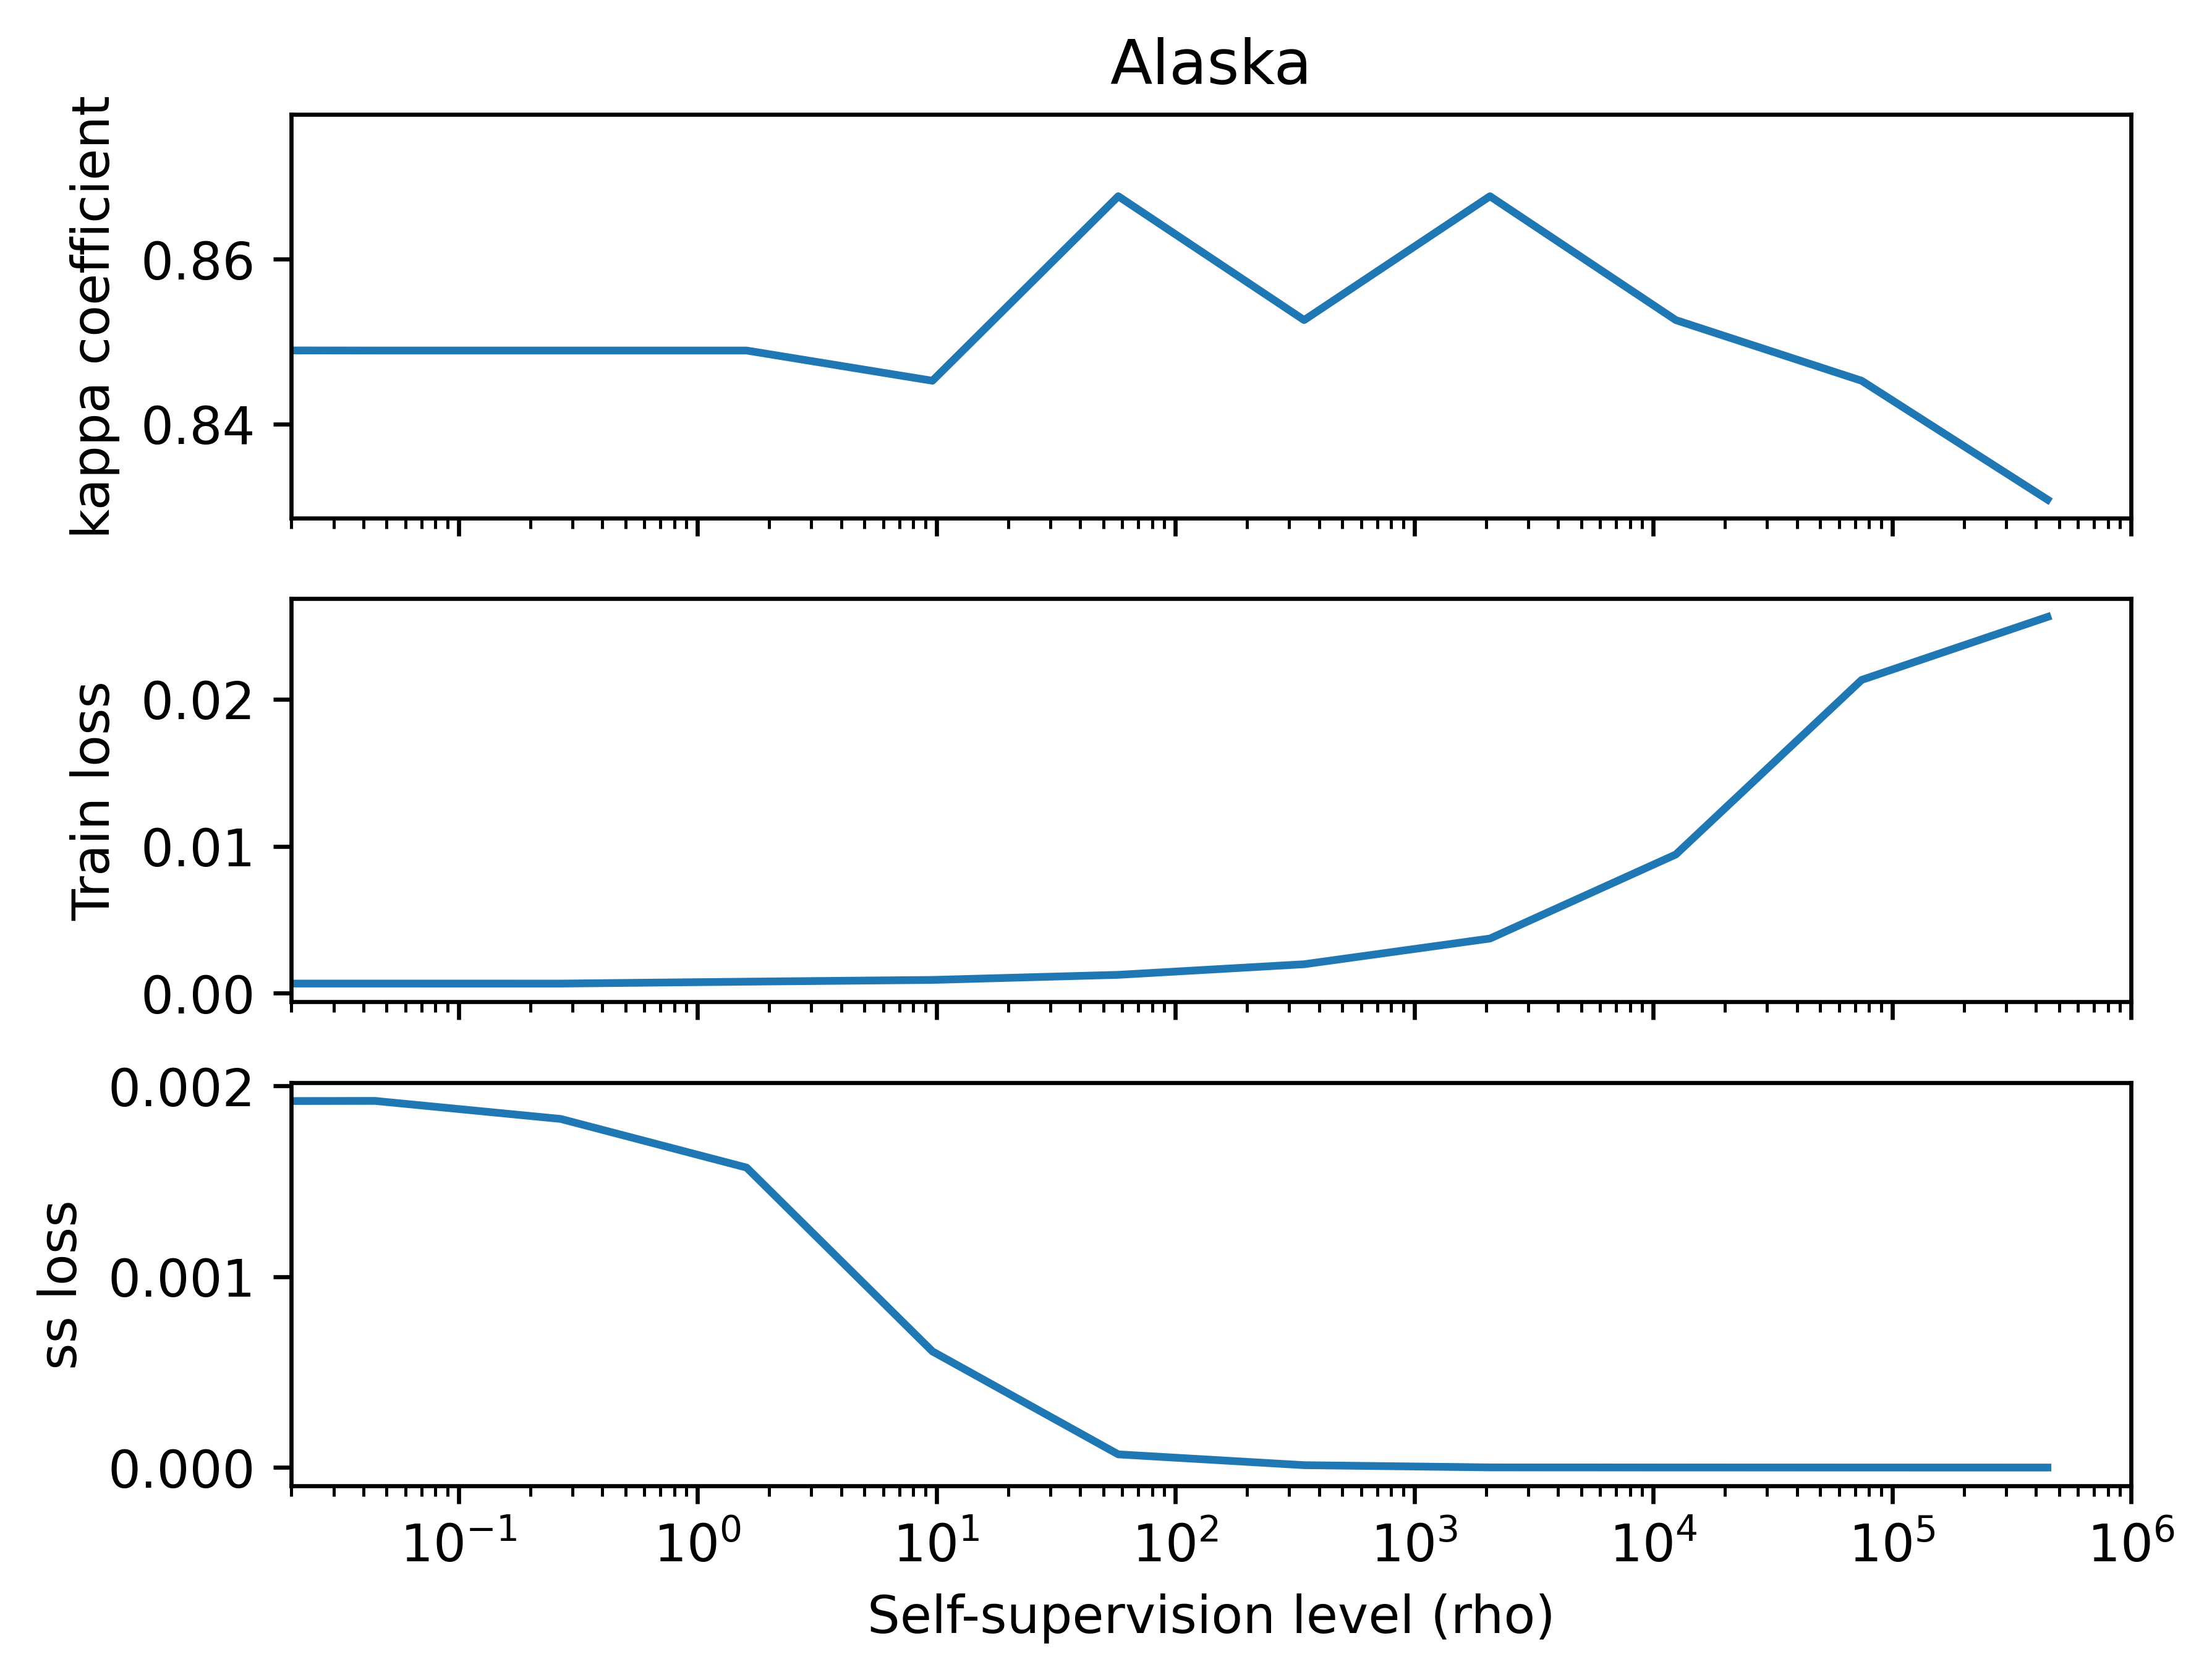 Alaska
kappa coefficient
0.86
0.84
Train loss
0.02
0.01
0.00
ss loss
0.002
0.001
0.000
10⁻¹ 10⁰ 10¹ 10² 10³ 10⁴ 10⁵ 10⁶
Self-supervision level (rho)